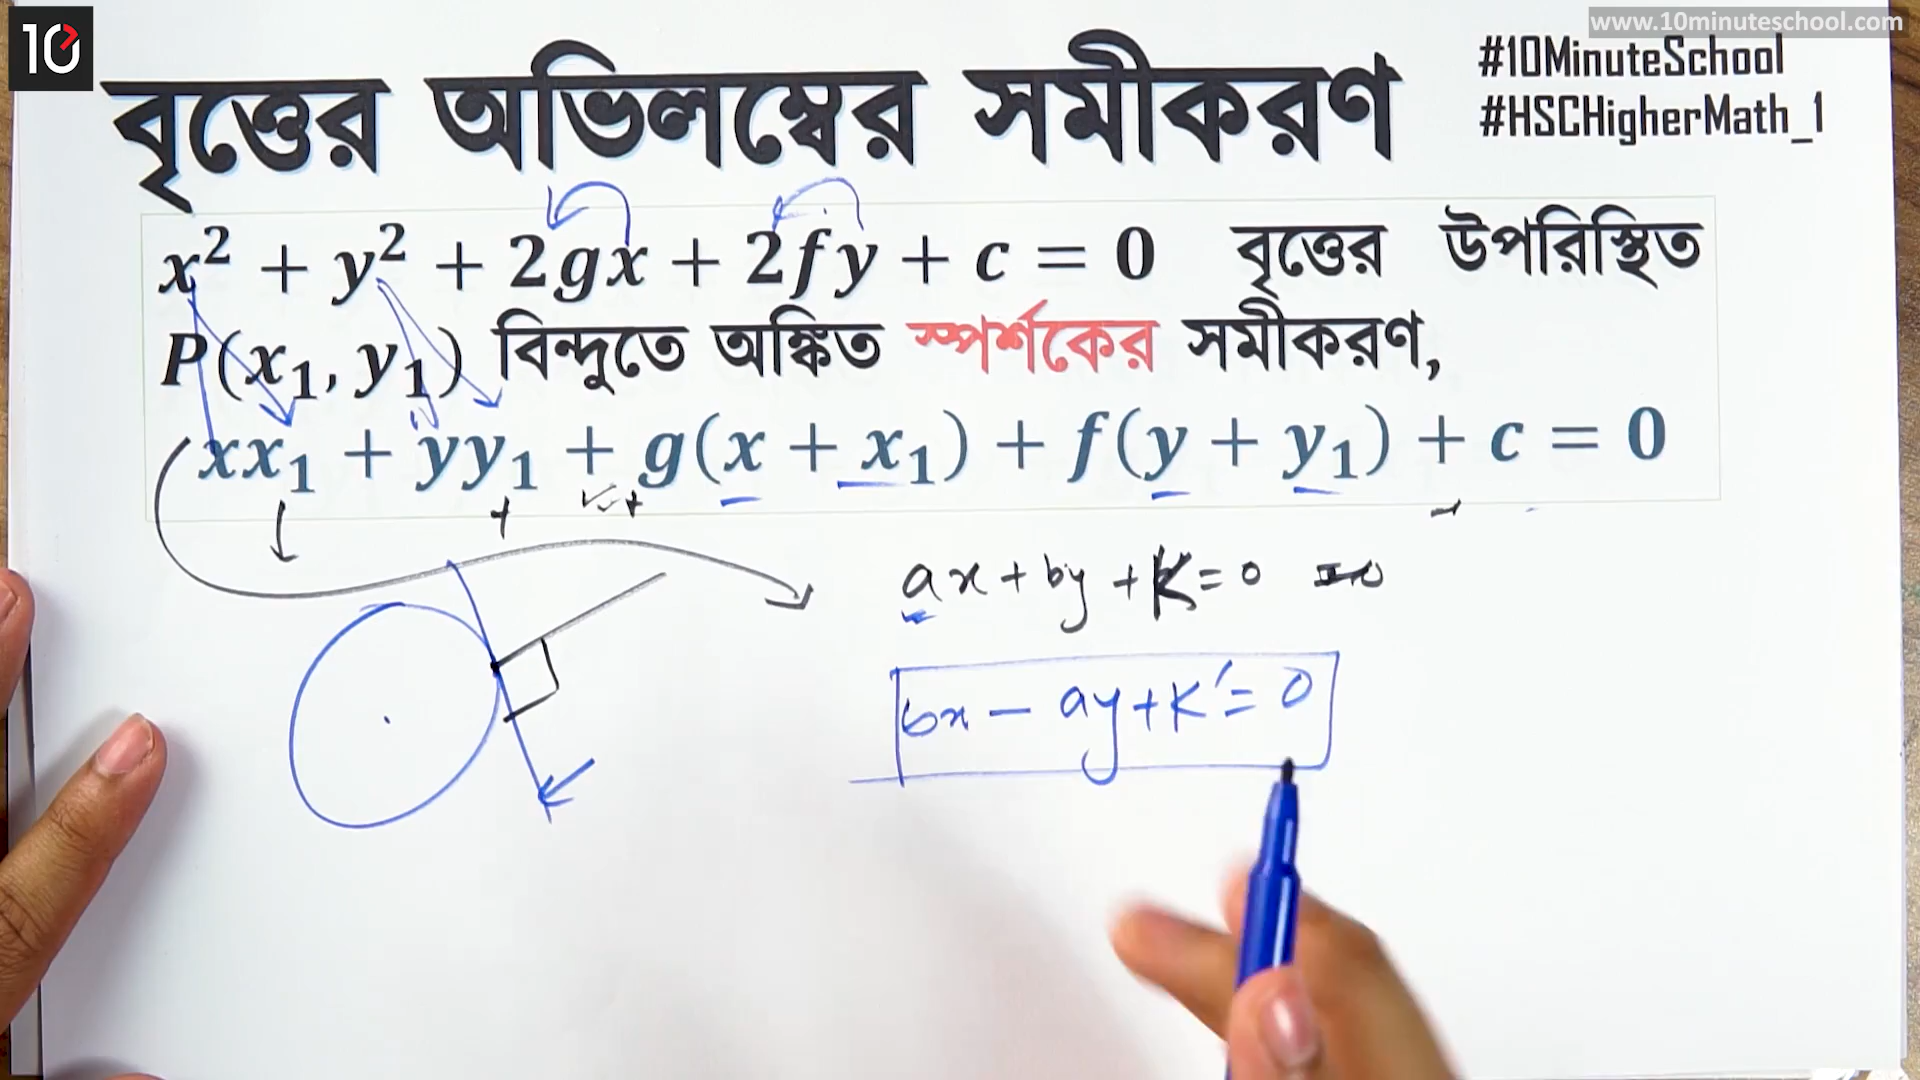 www.10minuteschool.com
10
#10MinuteSchool
#HSCHigherMath_1
বৃত্তের অভিলম্বের সমীকরণ
x² + y² + 2gx + 2fy + c = 0 বৃত্তের উপরিস্থিত
P(x₁, y₁) বিন্দুতে অঙ্কিত স্পর্শকের সমীকরণ,
xx₁ + yy₁ + g(x + x₁) + f(y + y₁) + c = 0
ax + by + K = 0
bx - ay + K' = 0